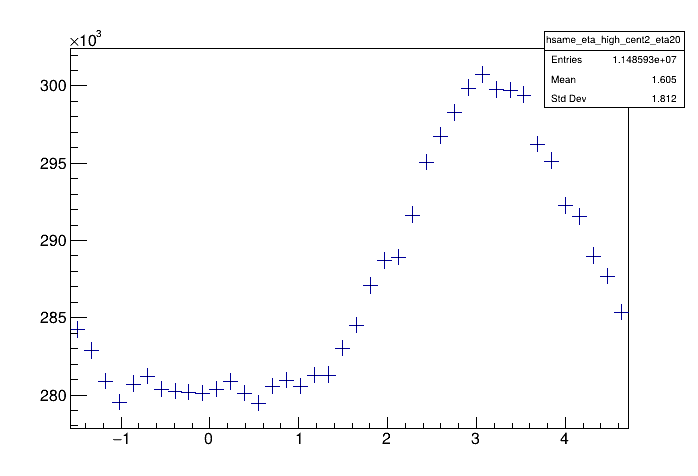 ×10³
hsame_eta_high_cent2_eta20
Entries 1.148593e+07
Mean 1.605
Std Dev 1.812
300
295
290
285
280
−1 0 1 2 3 4